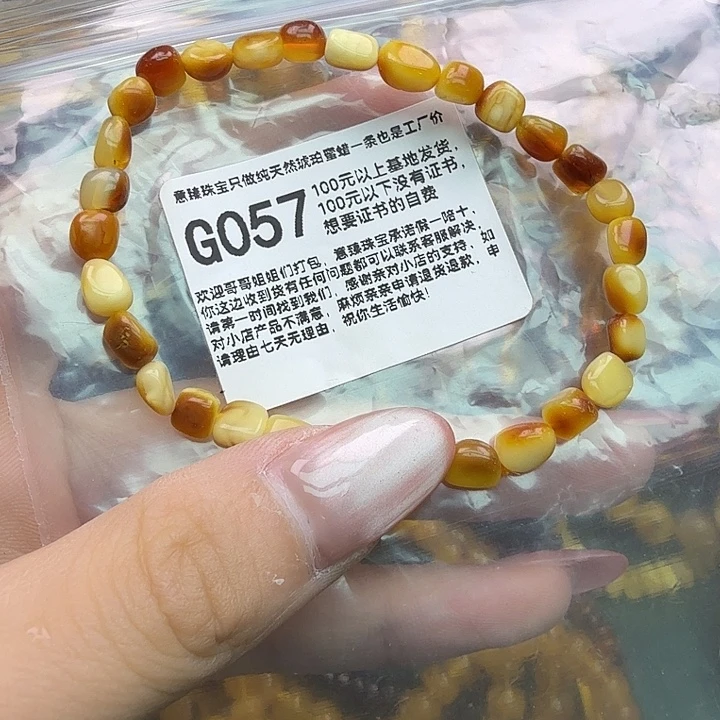 意臻珠宝只做纯天然琥珀蜜蜡一条也是工厂价
G057
100元以上基地发货，
100元以下没有证书，
想要证书的自费
欢迎哥哥姐姐们打包，意臻珠宝承诺假一赔十，
你这边收到货有任何问题都可以联系客服解决，如
请第一时间找到我们，感谢亲对小店的支持，申
对小店产品不满意，麻烦亲亲申请退货退款，
请理由七天无理由，祝你生活愉快！